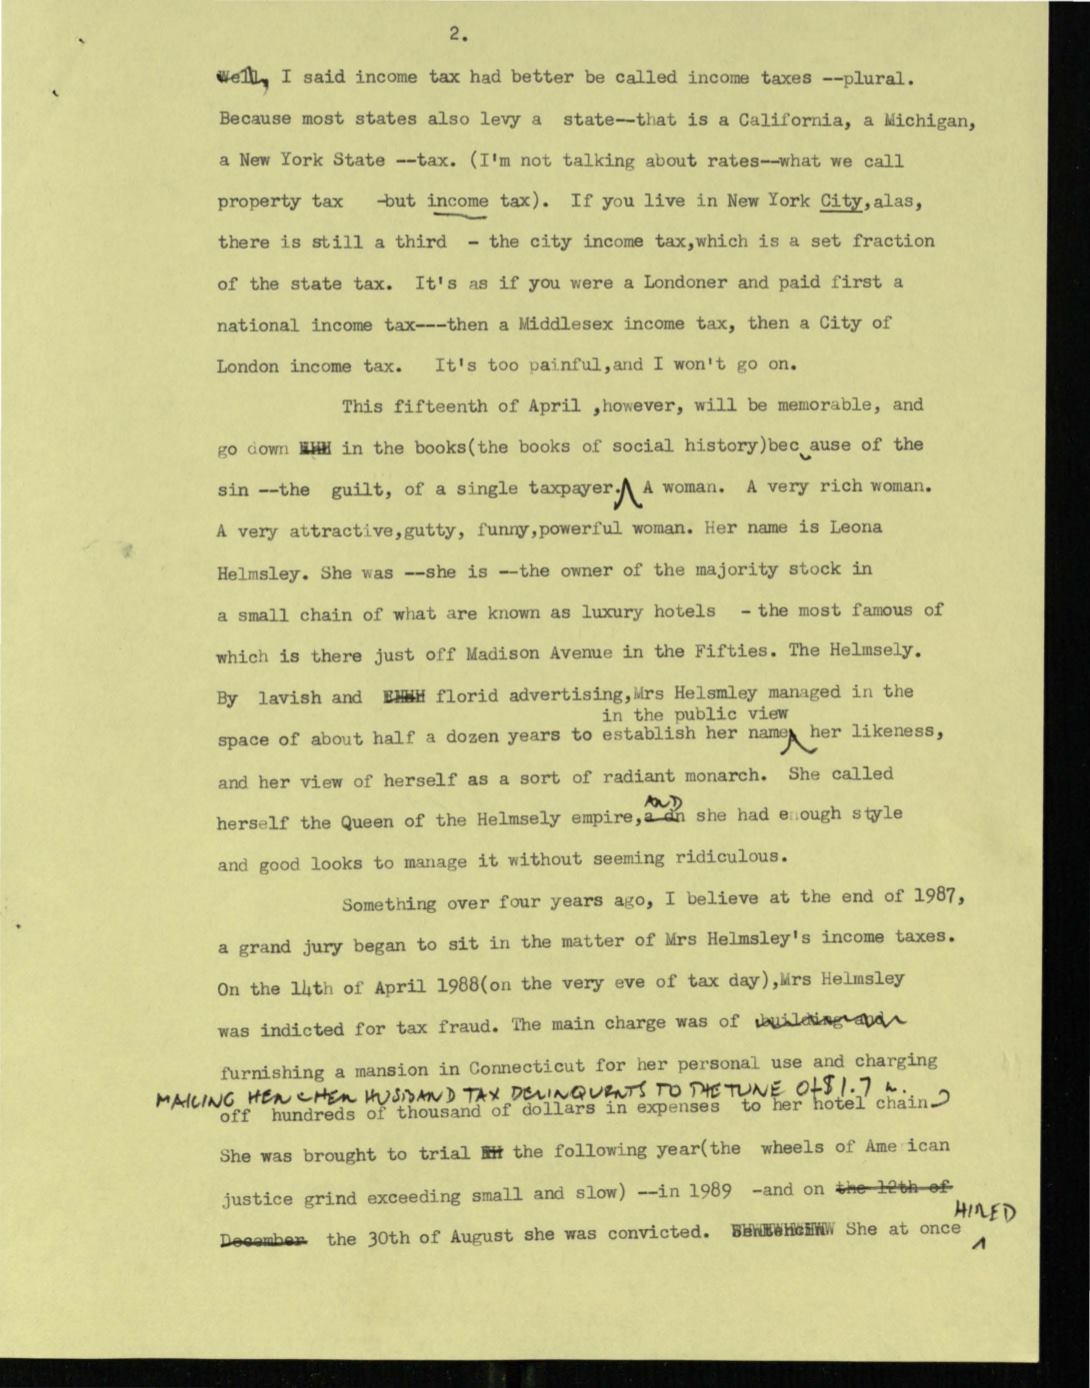 2.
Well, I said income tax had better be called income taxes --plural.
Because most states also levy a state--that is a California, a Michigan,
a New York State --tax. (I'm not talking about rates--what we call
property tax -but income tax). If you live in New York City,alas,
there is still a third - the city income tax,which is a set fraction
of the state tax. It's as if you were a Londoner and paid first a
national income tax---then a Middlesex income tax, then a City of
London income tax. It's too painful,and I won't go on.
This fifteenth of April ,however, will be memorable, and
go down in the books(the books of social history)because of the
sin --the guilt, of a single taxpayer. A woman. A very rich woman.
A very attractive,gutty, funny,powerful woman. Her name is Leona
Helmsley. She was --she is --the owner of the majority stock in
a small chain of what are known as luxury hotels - the most famous of
which is there just off Madison Avenue in the Fifties. The Helmsely.
By lavish and florid advertising,Mrs Helsmley managed in the
in the public view
space of about half a dozen years to establish her name, her likeness,
and her view of herself as a sort of radiant monarch. She called
AND
herself the Queen of the Helmsely empire,a dn she had enough style
and good looks to manage it without seeming ridiculous.
Something over four years ago, I believe at the end of 1987,
a grand jury began to sit in the matter of Mrs Helmsley's income taxes.
On the 14th of April 1988(on the very eve of tax day),Mrs Helmsley
was indicted for tax fraud. The main charge was of building and
furnishing a mansion in Connecticut for her personal use and charging
MAKING HER & HER HUSBAND TAX DELINQUENTS TO THE TUNE OF $1.7 m.
off hundreds of thousand of dollars in expenses to her hotel chain
She was brought to trial the following year(the wheels of American
justice grind exceeding small and slow) --in 1989 -and on the 12th of
HIRED
December the 30th of August she was convicted. She at once